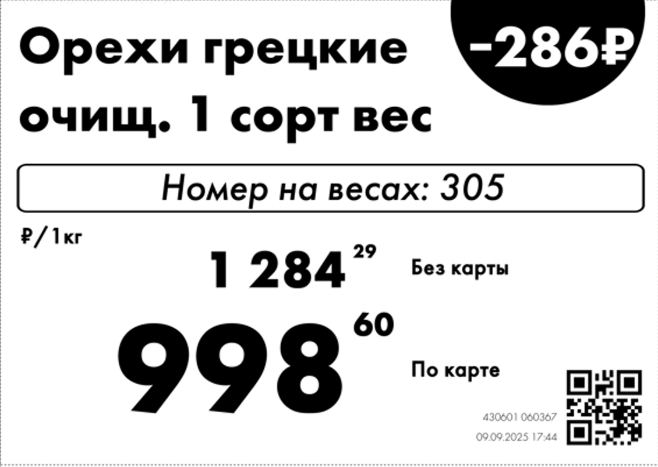 Орехи грецкие
–286₽
очищ. 1 сорт вес
Номер на весах: 305
₽/1кг
1 284 29 Без карты
998 60 По карте
430601 060367
09.09.2025 17:44